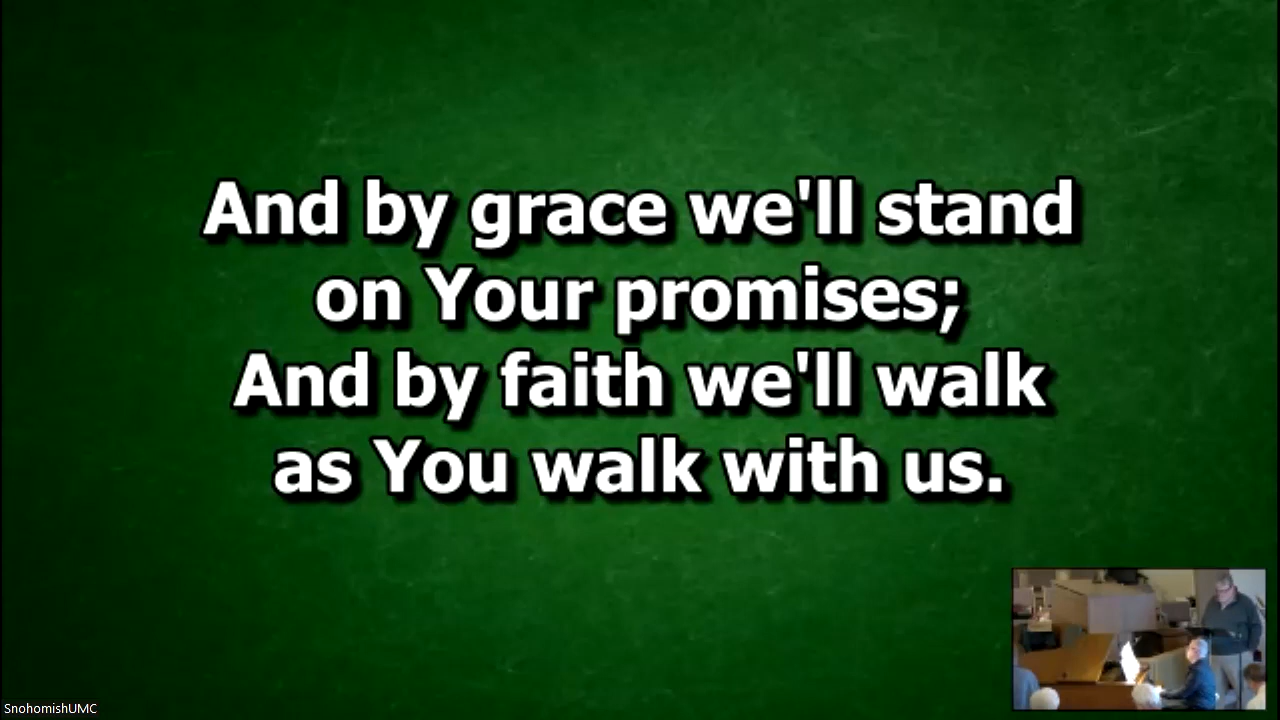 And by grace we'll stand
on Your promises;
And by faith we'll walk
as You walk with us.
SnohomishUMC